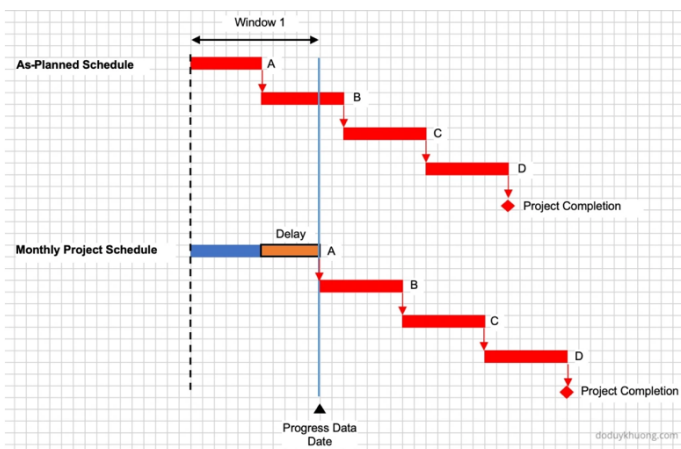 Window 1
As-Planned Schedule
A
B
C
D
Project Completion
Delay
Monthly Project Schedule
A
B
C
D
Project Completion
Progress Data
Date
doduykhuong.com